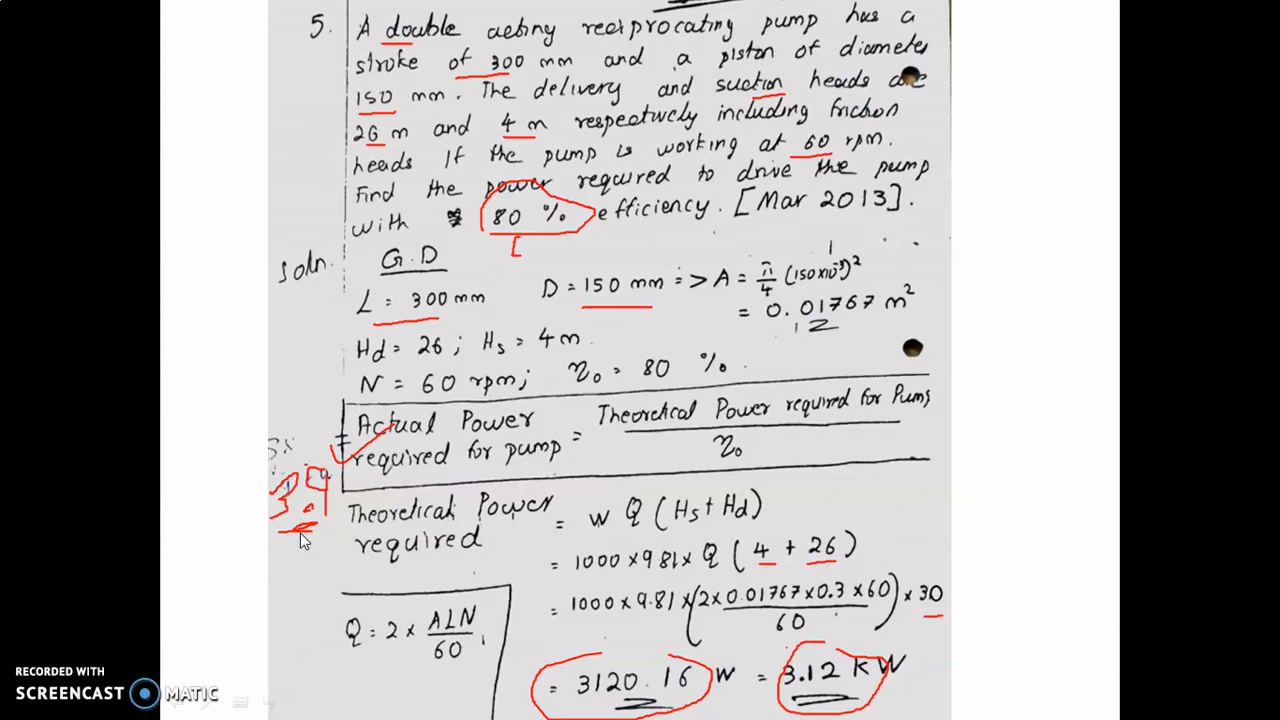 5. A double acting reciprocating pump has a
stroke of 300 mm and a piston of diameter
150 mm. The delivery and suction heads are
26 m and 4 m respectively including friction
heads If the pump is working at 60 rpm.
Find the power required to drive the pump
with 80 % efficiency. [Mar 2013].
Soln.
G.D
L = 300 mm
D = 150 mm => A = π/4 (150×10⁻³)²
= 0.01767 m²
Hd = 26 ; Hs = 4 m.
N = 60 rpm; η₀ = 80 %.
Actual Power required for pump = Theoretical Power required for Pump / η₀
3.9
Theoretical Power required = w Q (Hs + Hd)
= 1000 × 9.81 × Q (4 + 26)
= 1000 × 9.81 × (2 × 0.01767 × 0.3 × 60 / 60) × 30
Q = 2 × ALN / 60
= 3120.16 W = 3.12 kW
RECORDED WITH
SCREENCAST MATIC